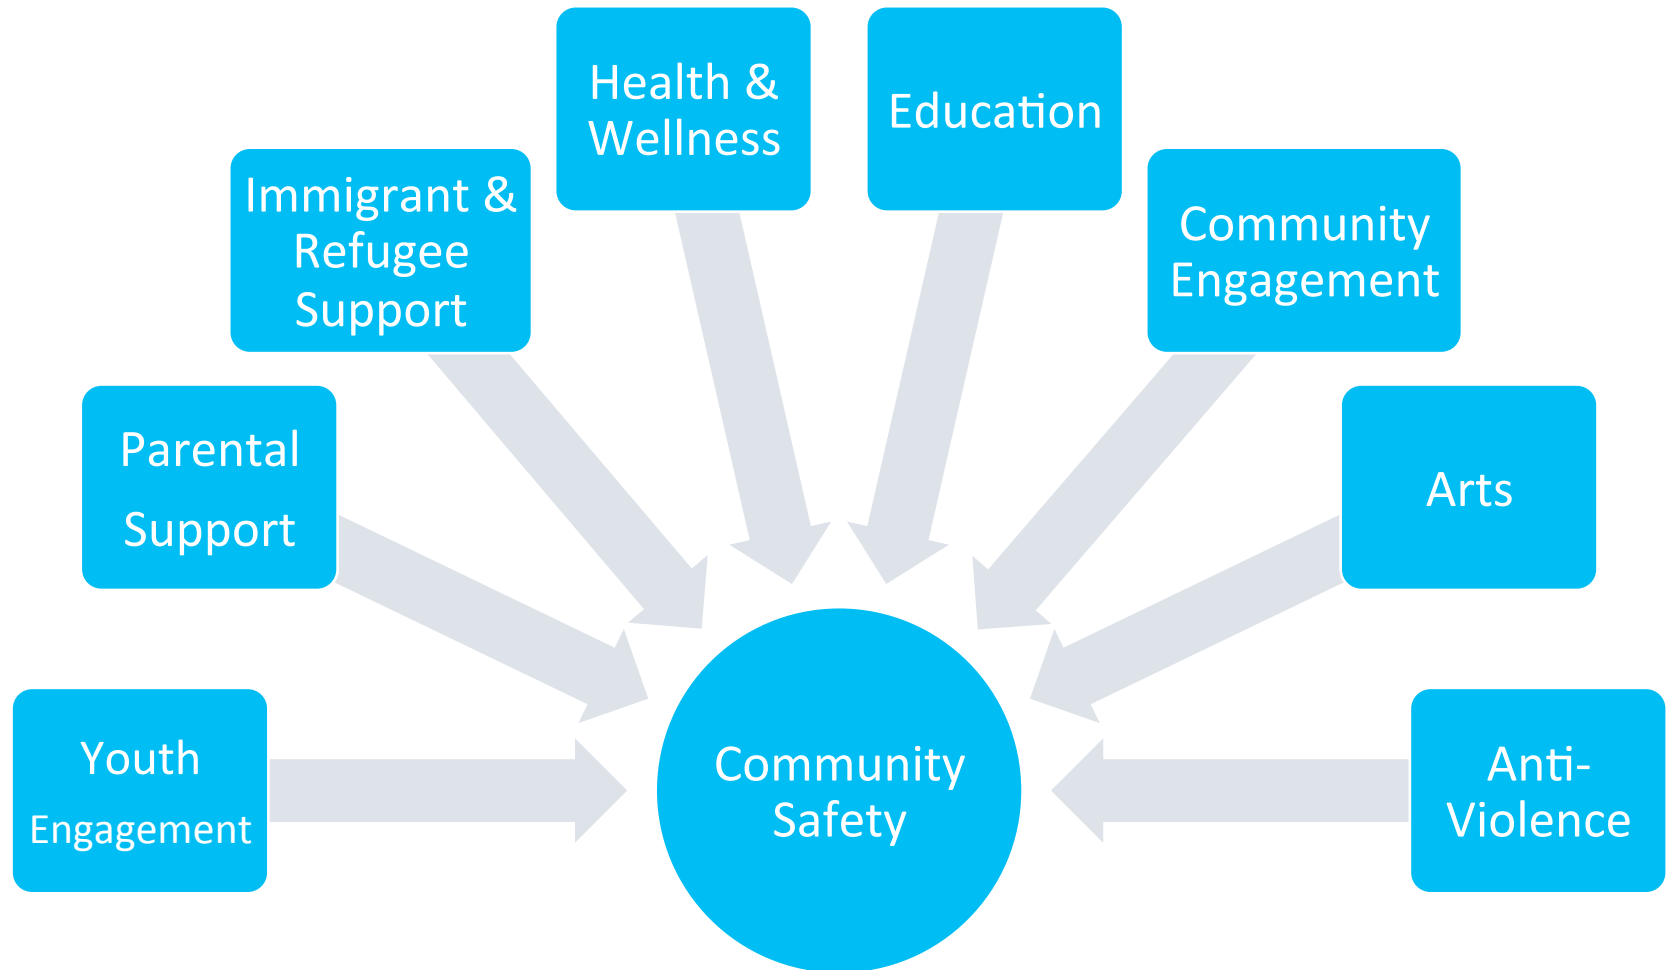 Health &
Wellness
Education
Immigrant &
Refugee
Support
Community
Engagement
Parental
Support
Arts
Youth
Engagement
Community
Safety
Anti-
Violence